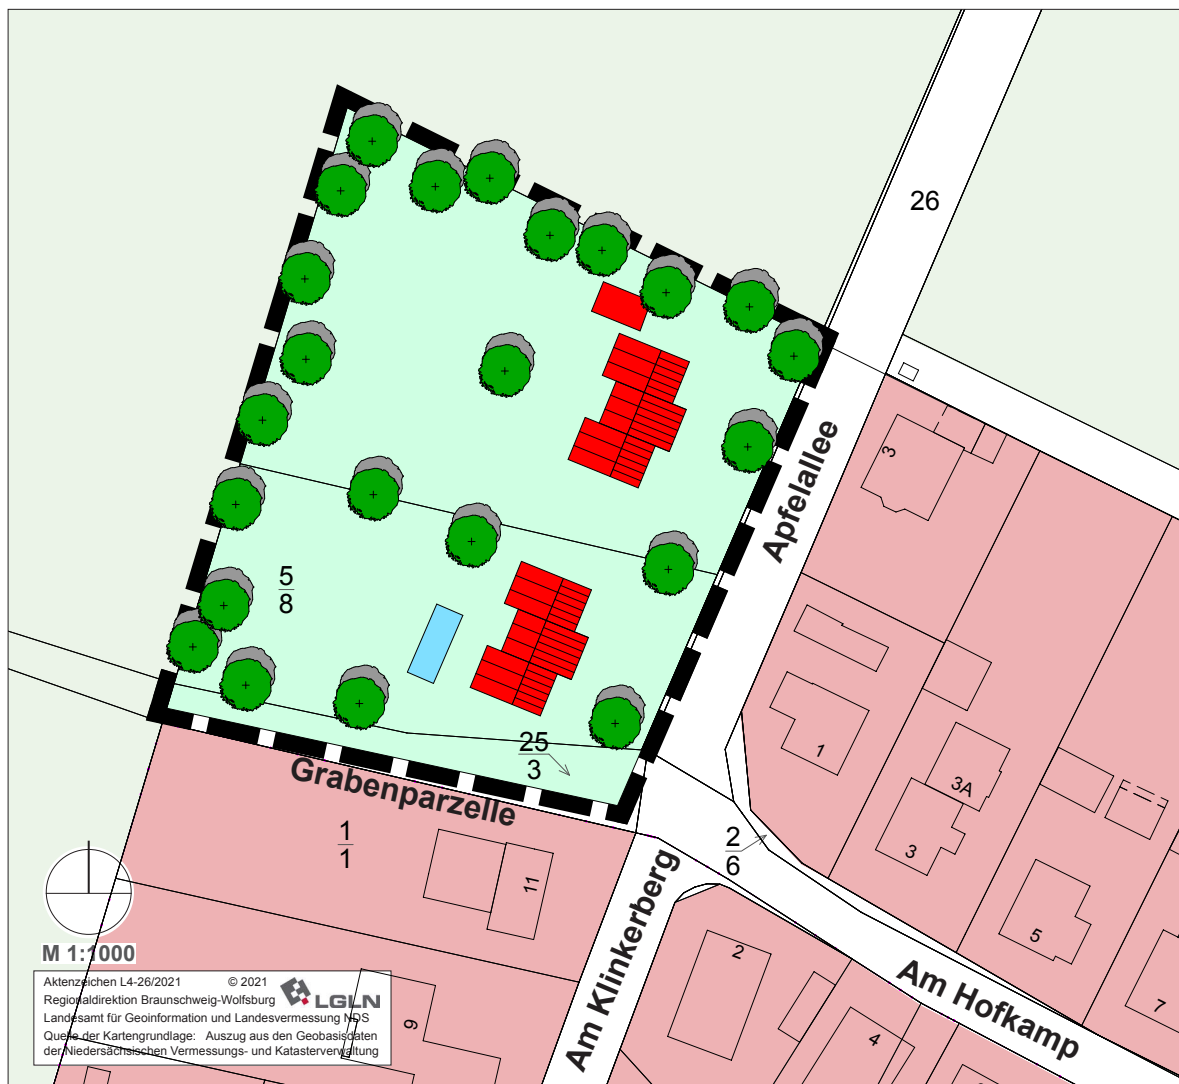 26
Apfelallee
3
5
8
25
3
Grabenparzelle
1
1
11
1
3A
3
2
6
5
7
2
4
9
Am Klinkerberg
Am Hofkamp
M 1:1000
Aktenzeichen L4-26/2021 © 2021
Regionaldirektion Braunschweig-Wolfsburg
LGLN
Landesamt für Geoinformation und Landesvermessung NDS
Quelle der Kartengrundlage: Auszug aus den Geobasisdaten
der Niedersächsischen Vermessungs- und Katasterverwaltung